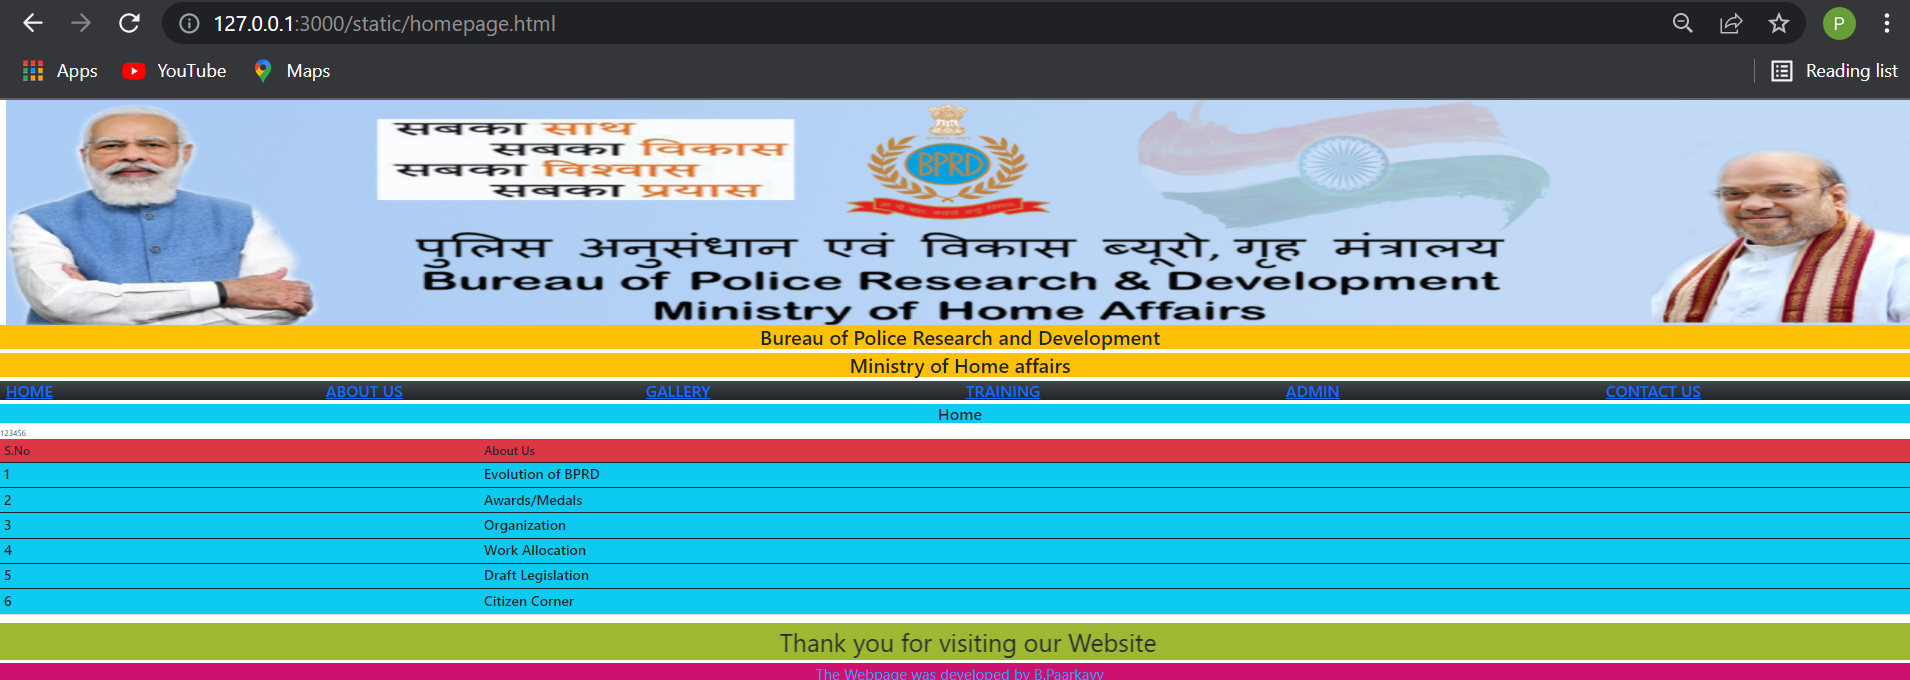 127.0.0.1:3000/static/homepage.html
P
Apps YouTube Maps Reading list
सबका साथ
सबका विकास
सबका विश्वास
सबका प्रयास
BPRD
पुलिस अनुसंधान एवं विकास ब्यूरो, गृह मंत्रालय
Bureau of Police Research & Development
Ministry of Home Affairs
Bureau of Police Research and Development
Ministry of Home affairs
HOME ABOUT US GALLERY TRAINING ADMIN CONTACT US
Home
123456
S.No About Us
1 Evolution of BPRD
2 Awards/Medals
3 Organization
4 Work Allocation
5 Draft Legislation
6 Citizen Corner
Thank you for visiting our Website
The Webpage was developed by B.Paarkavy